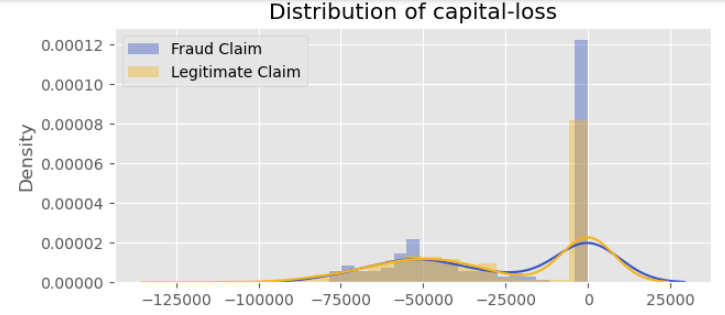 Distribution of capital-loss
Fraud Claim
Legitimate Claim
Density
0.00012
0.00010
0.00008
0.00006
0.00004
0.00002
0.00000
−125000 −100000 −75000 −50000 −25000 0 25000